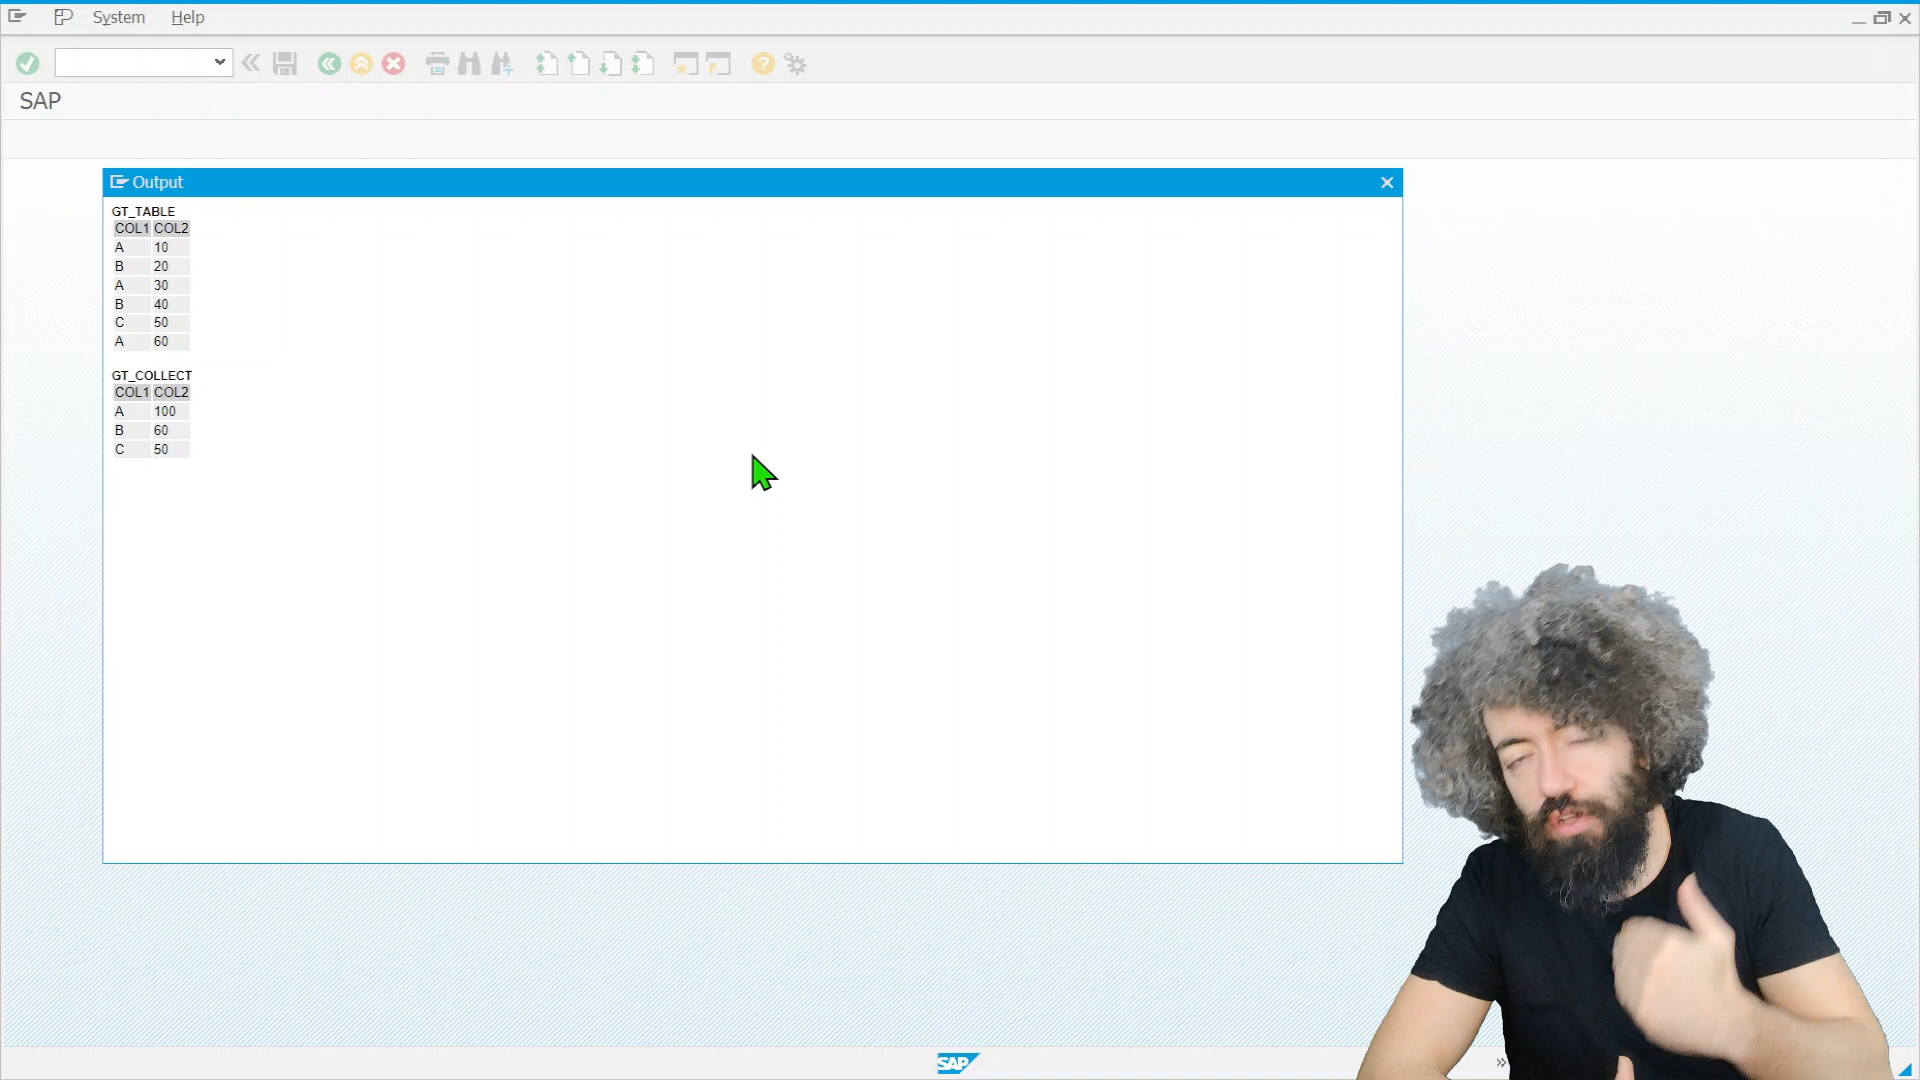 System Help
SAP
Output
GT_TABLE
COL1 COL2
A 10
B 20
A 30
B 40
C 50
A 60
GT_COLLECT
COL1 COL2
A 100
B 60
C 50
SAP